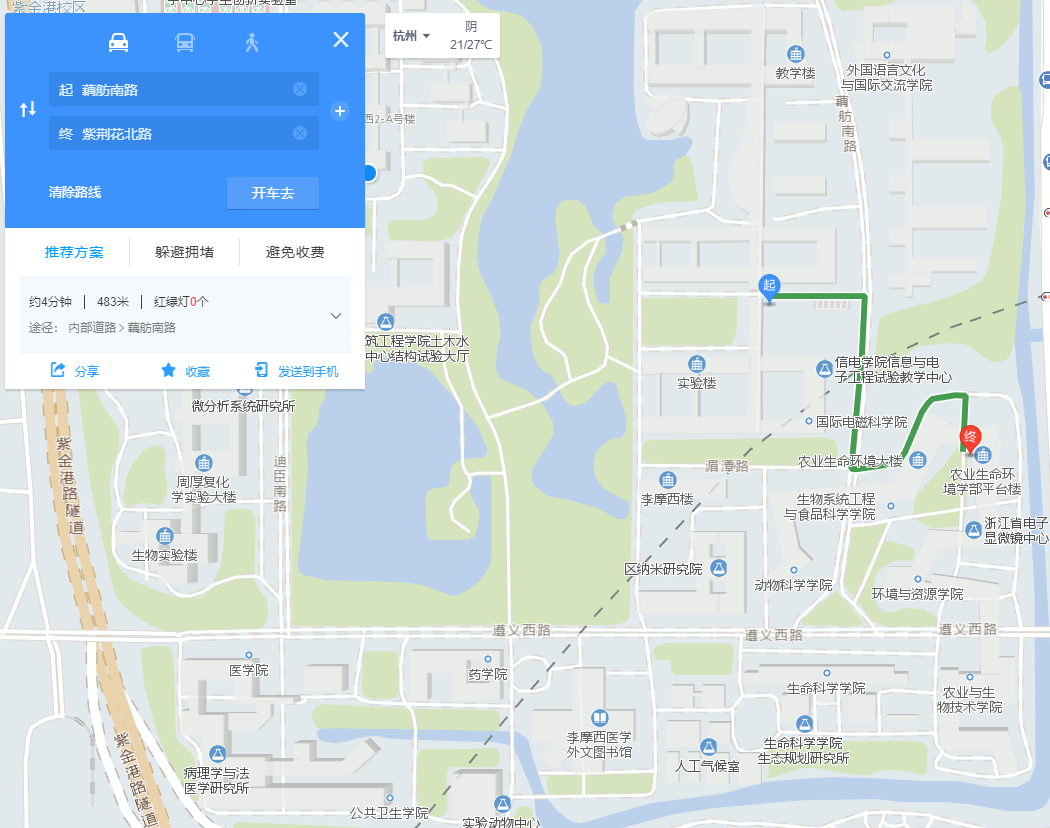 紫金港校区
杭州
阴
21/27℃
起 藕舫南路
终 紫荆花北路
清除路线
开车去
推荐方案
躲避拥堵
避免收费
约4分钟 | 483米 | 红绿灯0个
途径： 内部道路 > 藕舫南路
分享
收藏
发送到手机
西2-A号楼
教学楼
外国语言文化
与国际交流学院
藕舫南路
起
筑工程学院土木水
中心结构试验大厅
实验楼
信电学院信息与电
子工程试验教学中心
微分析系统研究所
国际电磁科学院
终
紫金港路隧道
周厚复化
学实验大楼
迪臣南路
湄潭路
农业生命环境大楼
农业生命环
境学部平台楼
李摩西楼
生物系统工程
与食品科学学院
浙江省电子
显微镜中心
生物实验楼
区纳米研究院
动物科学学院
环境与资源学院
遵义西路
遵义西路
遵义西路
医学院
药学院
生命科学学院
农业与生
物技术学院
李摩西医学
外文图书馆
生命科学学院
生态规划研究所
人工气候室
紫金港路隧道
病理学与法
医学研究所
公共卫生学院
实验动物中心